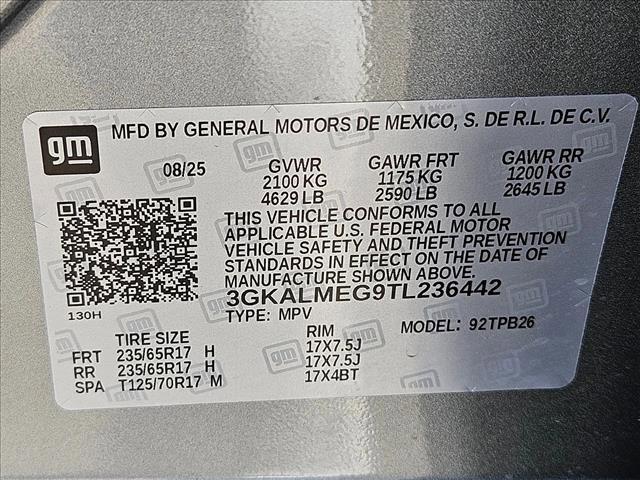 gm MFD BY GENERAL MOTORS DE MEXICO, S. DE R.L. DE C.V.
08/25 GVWR GAWR FRT GAWR RR
2100 KG 1175 KG 1200 KG
4629 LB 2590 LB 2645 LB
THIS VEHICLE CONFORMS TO ALL
APPLICABLE U.S. FEDERAL MOTOR
VEHICLE SAFETY AND THEFT PREVENTION
STANDARDS IN EFFECT ON THE DATE OF
MANUFACTURE SHOWN ABOVE.
3GKALMEG9TL236442
130H TYPE: MPV MODEL: 92TPB26
TIRE SIZE RIM
FRT 235/65R17 H 17X7.5J
RR 235/65R17 H 17X7.5J
SPA T125/70R17 M 17X4BT